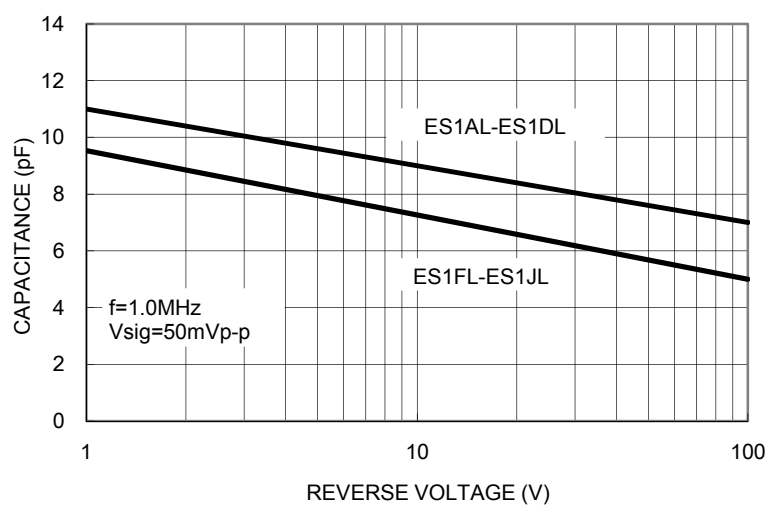 14
12
10
8
6
4
2
0
CAPACITANCE (pF)
ES1AL-ES1DL
ES1FL-ES1JL
f=1.0MHz
Vsig=50mVp-p
1
10
100
REVERSE VOLTAGE (V)